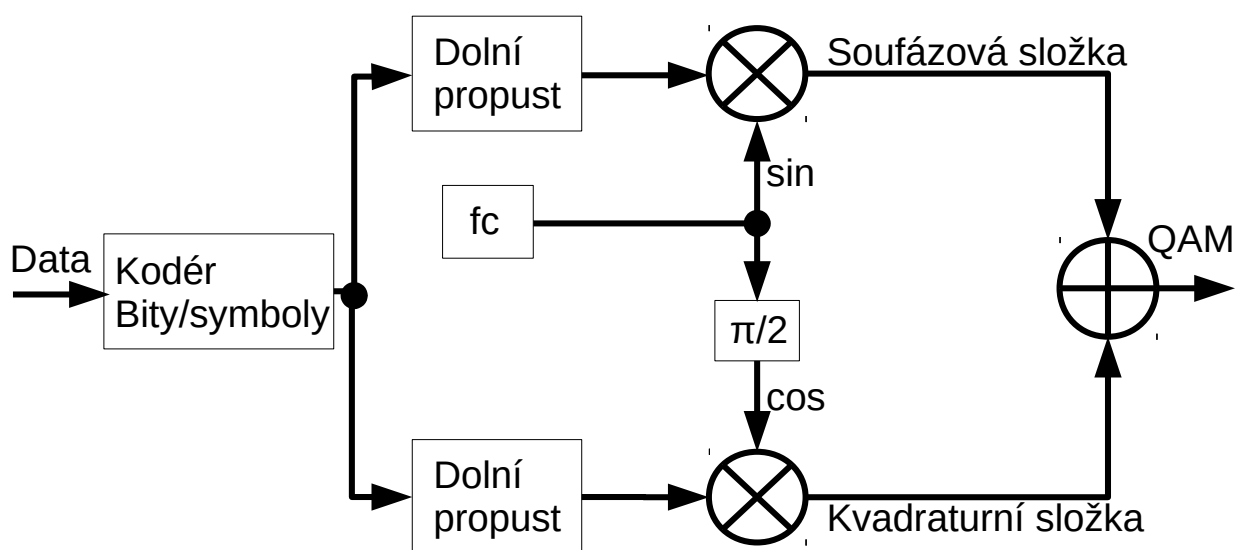 Dolní
propust
Soufázová složka
sin
fc
Data
Kodér
Bity/symboly
QAM
π/2
cos
Dolní
propust
Kvadraturní složka